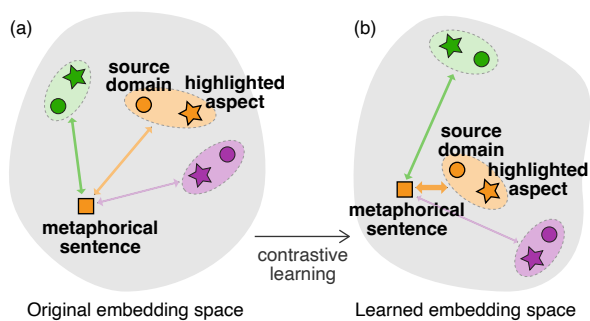 (a)
source
domain
highlighted
aspect
metaphorical
sentence
Original embedding space
contrastive
learning
(b)
source
domain
highlighted
aspect
metaphorical
sentence
Learned embedding space